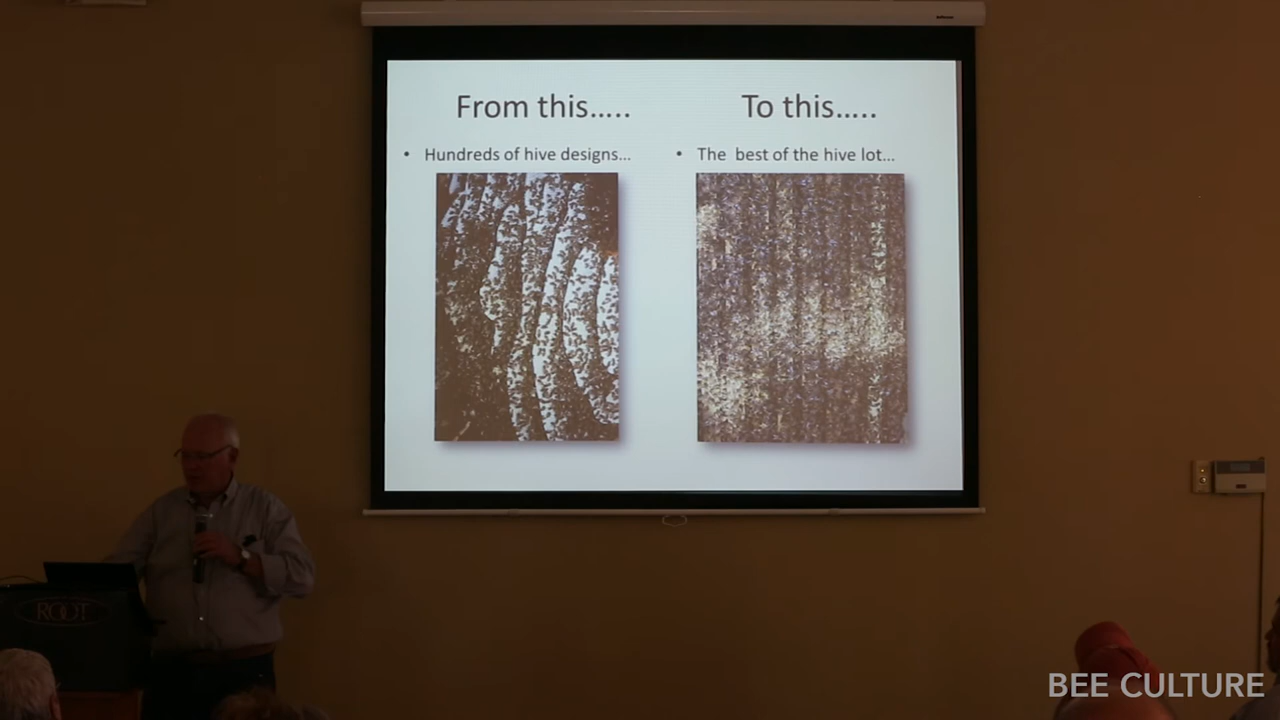 From this.....
To this.....
• Hundreds of hive designs...
• The  best of the hive lot...
ROOT
BEE CULTURE